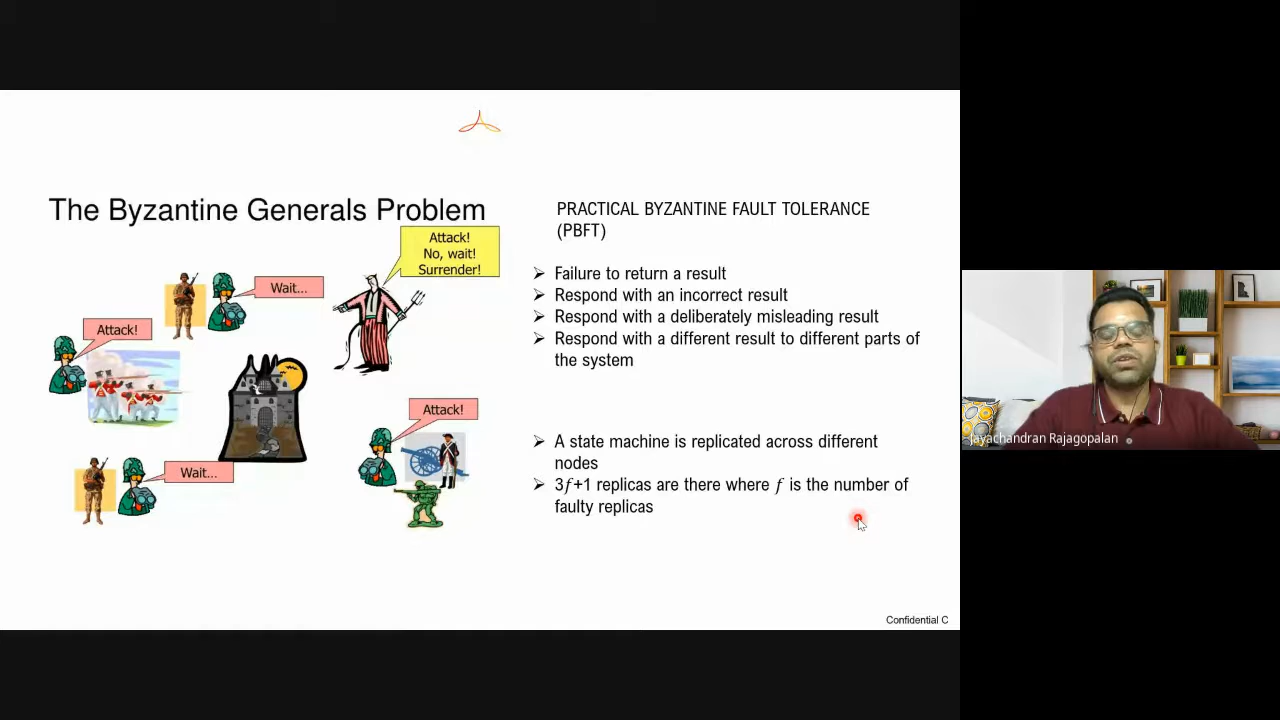 The Byzantine Generals Problem
Attack!
No, wait!
Surrender!
Wait...
Attack!
Attack!
Wait...
PRACTICAL BYZANTINE FAULT TOLERANCE
(PBFT)
➢ Failure to return a result
➢ Respond with an incorrect result
➢ Respond with a deliberately misleading result
➢ Respond with a different result to different parts of
the system
➢ A state machine is replicated across different
nodes
➢ 3𝑓+1 replicas are there where 𝑓 is the number of
faulty replicas
Confidential C
Jayachandran Rajagopalan